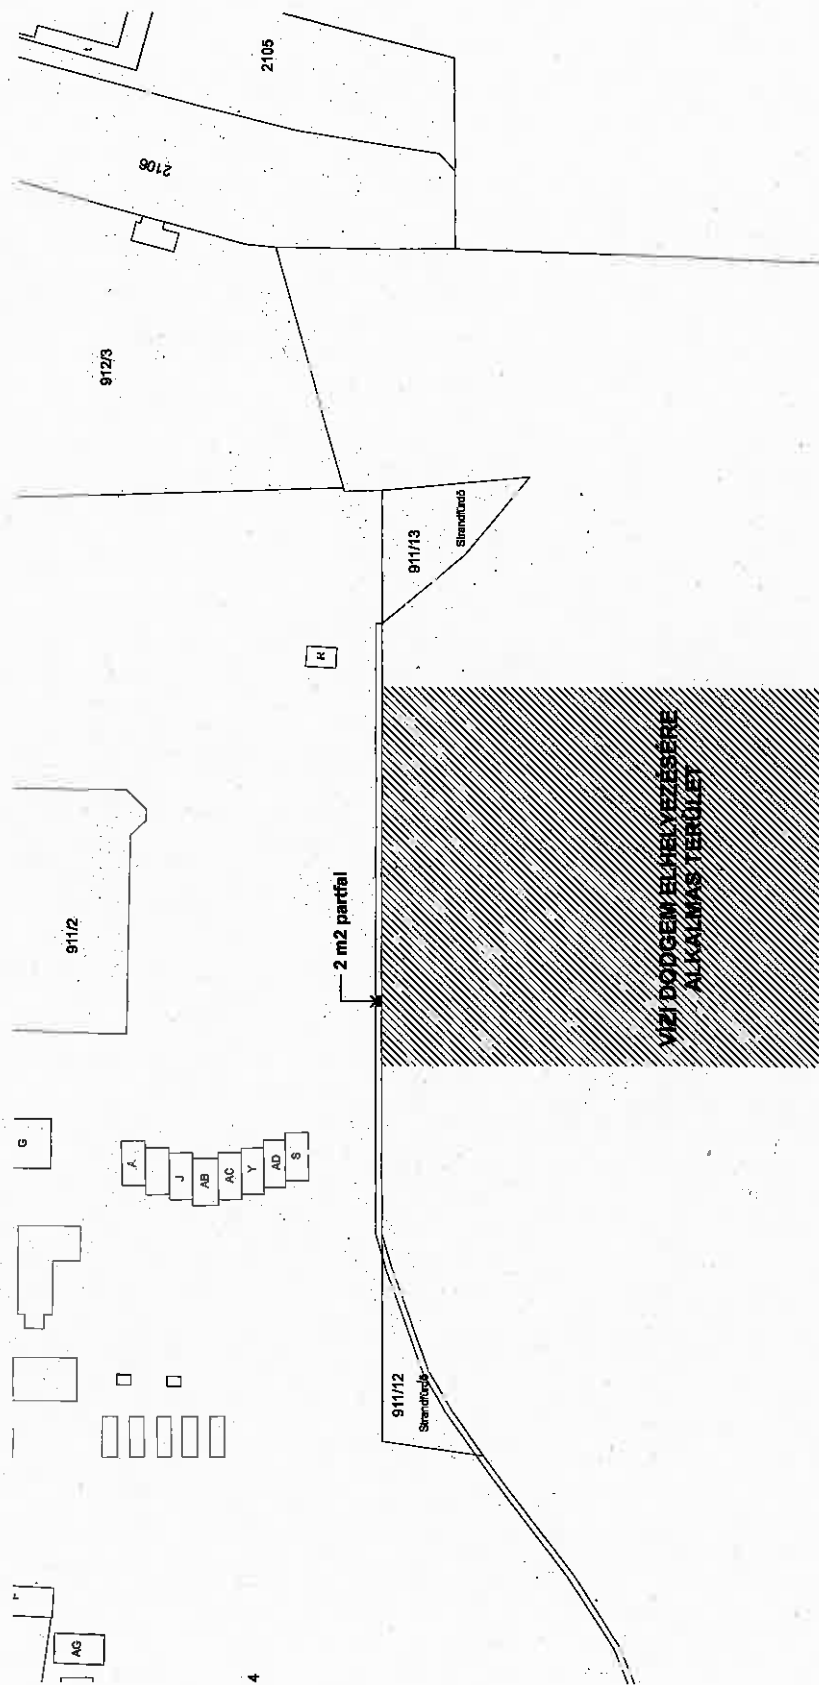 2105
2106
912/3
911/13
Strandfürdő
R
911/2
2 m2 partfal
VÍZI DODGEM ELHELYEZÉSÉRE
ALKALMAS TERÜLET
G
A
J
AB
AC
Y
AD
S
911/12
Strandfürdő
AG
4